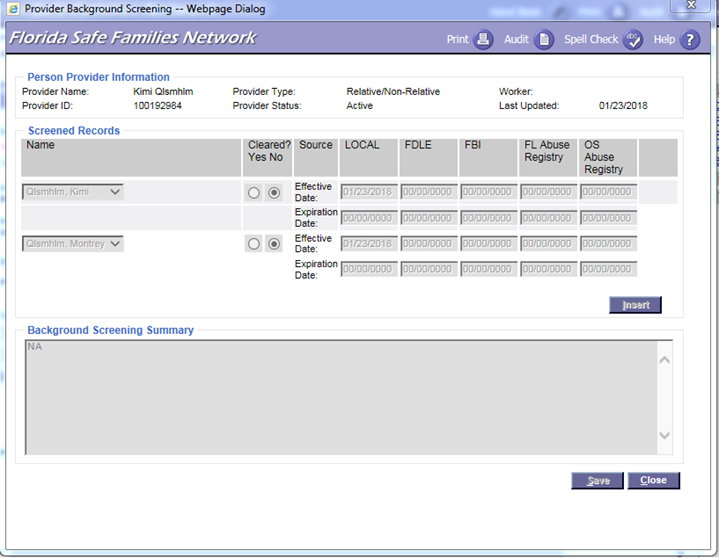 Provider Background Screening -- Webpage Dialog
Florida Safe Families Network
Print Audit Spell Check abc Help ?
Person Provider Information
Provider Name: Kimi Qlsmhlm Provider Type: Relative/Non-Relative Worker:
Provider ID: 100192984 Provider Status: Active Last Updated: 01/23/2018
Screened Records
Name Cleared? Source LOCAL FDLE FBI FL Abuse OS
Yes No Registry Abuse
Registry
Qlsmhlm, Kimi Effective Date: 01/23/2018 00/00/0000 00/00/0000 00/00/0000 00/00/0000
Expiration Date: 00/00/0000 00/00/0000 00/00/0000 00/00/0000 00/00/0000
Qlsmhlm, Montrey Effective Date: 01/23/2018 00/00/0000 00/00/0000 00/00/0000 00/00/0000
Expiration Date: 00/00/0000 00/00/0000 00/00/0000 00/00/0000 00/00/0000
Insert
Background Screening Summary
NA
Save Close